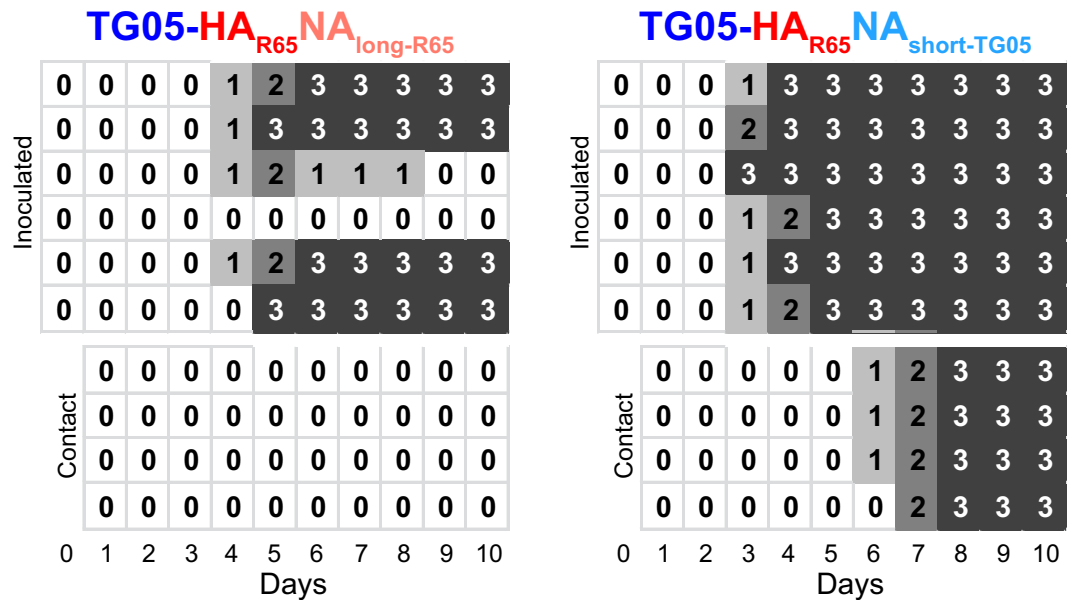 TG05-HA R65 NA long-R65
Inoculated
0 0 0 0 1 2 3 3 3 3 3
0 0 0 0 1 3 3 3 3 3 3
0 0 0 0 1 2 1 1 1 0 0
0 0 0 0 0 0 0 0 0 0 0
0 0 0 0 1 2 3 3 3 3 3
0 0 0 0 0 3 3 3 3 3 3
Contact
0 0 0 0 0 0 0 0 0 0
0 0 0 0 0 0 0 0 0 0
0 0 0 0 0 0 0 0 0 0
0 0 0 0 0 0 0 0 0 0
0 1 2 3 4 5 6 7 8 9 10
Days
TG05-HA R65 NA short-TG05
Inoculated
0 0 0 1 3 3 3 3 3 3 3
0 0 0 2 3 3 3 3 3 3 3
0 0 0 3 3 3 3 3 3 3 3
0 0 0 1 2 3 3 3 3 3 3
0 0 0 1 3 3 3 3 3 3 3
0 0 0 1 2 3 3 3 3 3 3
Contact
0 0 0 0 0 1 2 3 3 3
0 0 0 0 0 1 2 3 3 3
0 0 0 0 0 1 2 3 3 3
0 0 0 0 0 0 2 3 3 3
0 1 2 3 4 5 6 7 8 9 10
Days